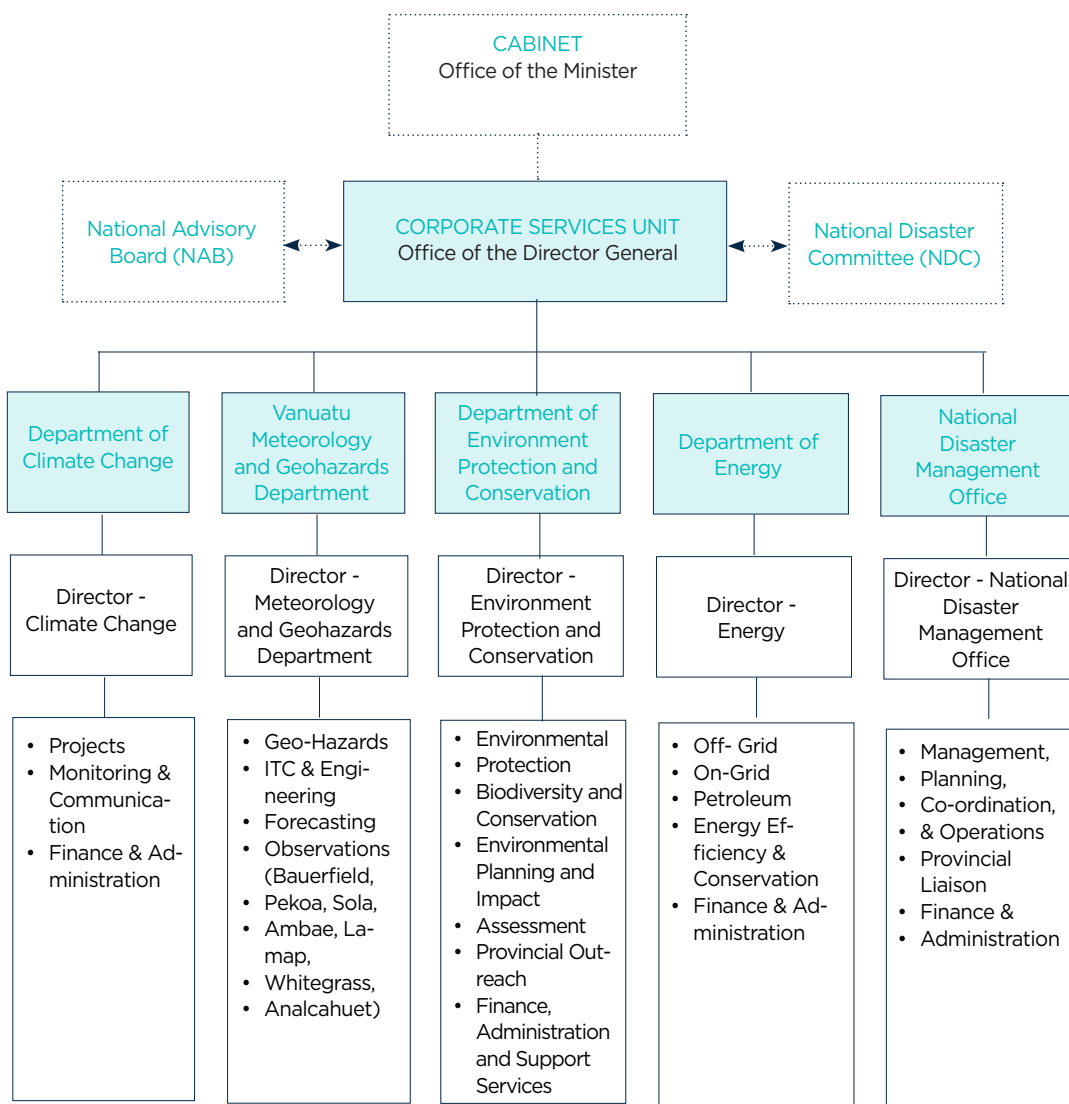 CABINET
Office of the Minister
National Advisory
Board (NAB)
CORPORATE SERVICES UNIT
Office of the Director General
National Disaster
Committee (NDC)
Department of
Climate Change
Vanuatu
Meteorology
and Geohazards
Department
Department of
Environment
Protection and
Conservation
Department of
Energy
National
Disaster
Management
Office
Director -
Climate Change
Director -
Meteorology
and Geohazards
Department
Director -
Environment
Protection and
Conservation
Director -
Energy
Director - National
Disaster
Management
Office
• Projects
• Monitoring &
Communica-
tion
• Finance & Ad-
ministration
• Geo-Hazards
• ITC & Engi-
neering
• Forecasting
• Observations
(Bauerfield,
• Pekoa, Sola,
• Ambae, La-
map,
• Whitegrass,
• Analcahuet)
• Environmental
• Protection
• Biodiversity and
Conservation
• Environmental
Planning and
Impact
• Assessment
• Provincial Out-
reach
• Finance,
Administration
and Support
Services
• Off- Grid
• On-Grid
• Petroleum
• Energy Ef-
ficiency &
Conservation
• Finance & Ad-
ministration
• Management,
• Planning,
• Co-ordination,
• & Operations
• Provincial
Liaison
• Finance &
• Administration